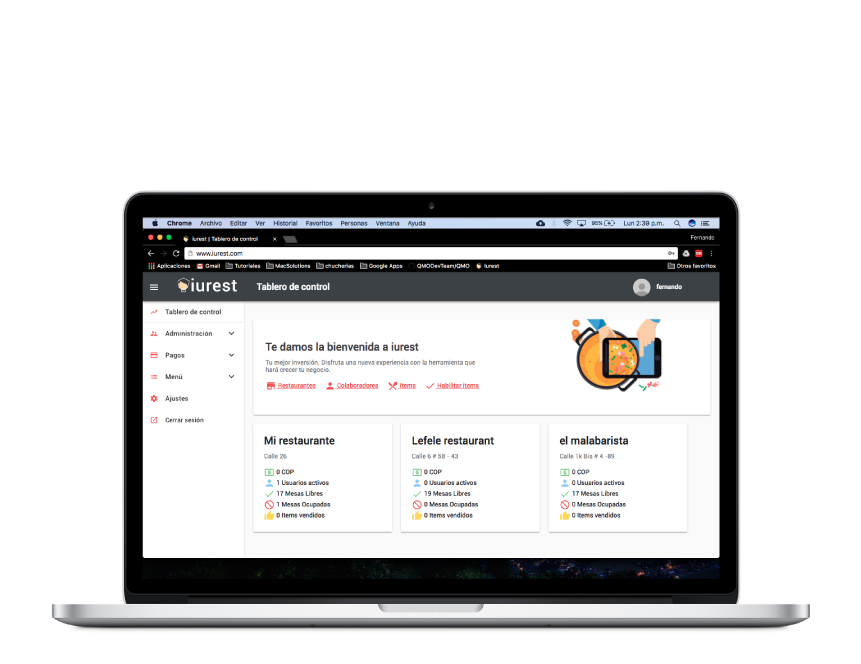 Chrome Archivo Editar Ver Historial Favoritos Personas Ventana Ayuda 95% Lun 2:39 p.m.
iurest | Tablero de control Fernando
www.iurest.com
Aplicaciones Gmail Tutoriales MacSolutions chucherias Google Apps QMODevTeam/QMO iurest Otros favoritos
iurest Tablero de control fernando
Tablero de control
Administración
Pagos
Menú
Ajustes
Cerrar sesión
Te damos la bienvenida a iurest
Tu mejor inversión. Disfruta una nueva experiencia con la herramienta que
hará crecer tu negocio.
Restaurantes Colaboradores Items Habilitar items
Mi restaurante
Calle 26
0 COP
1 Usuarios activos
17 Mesas Libres
1 Mesas Ocupadas
0 Items vendidos
Lefele restaurant
Calle 6 # 58 - 43
0 COP
0 Usuarios activos
19 Mesas Libres
0 Mesas Ocupadas
0 Items vendidos
el malabarista
Calle 1k Bis # 4 -89
0 COP
0 Usuarios activos
17 Mesas Libres
0 Mesas Ocupadas
0 Items vendidos